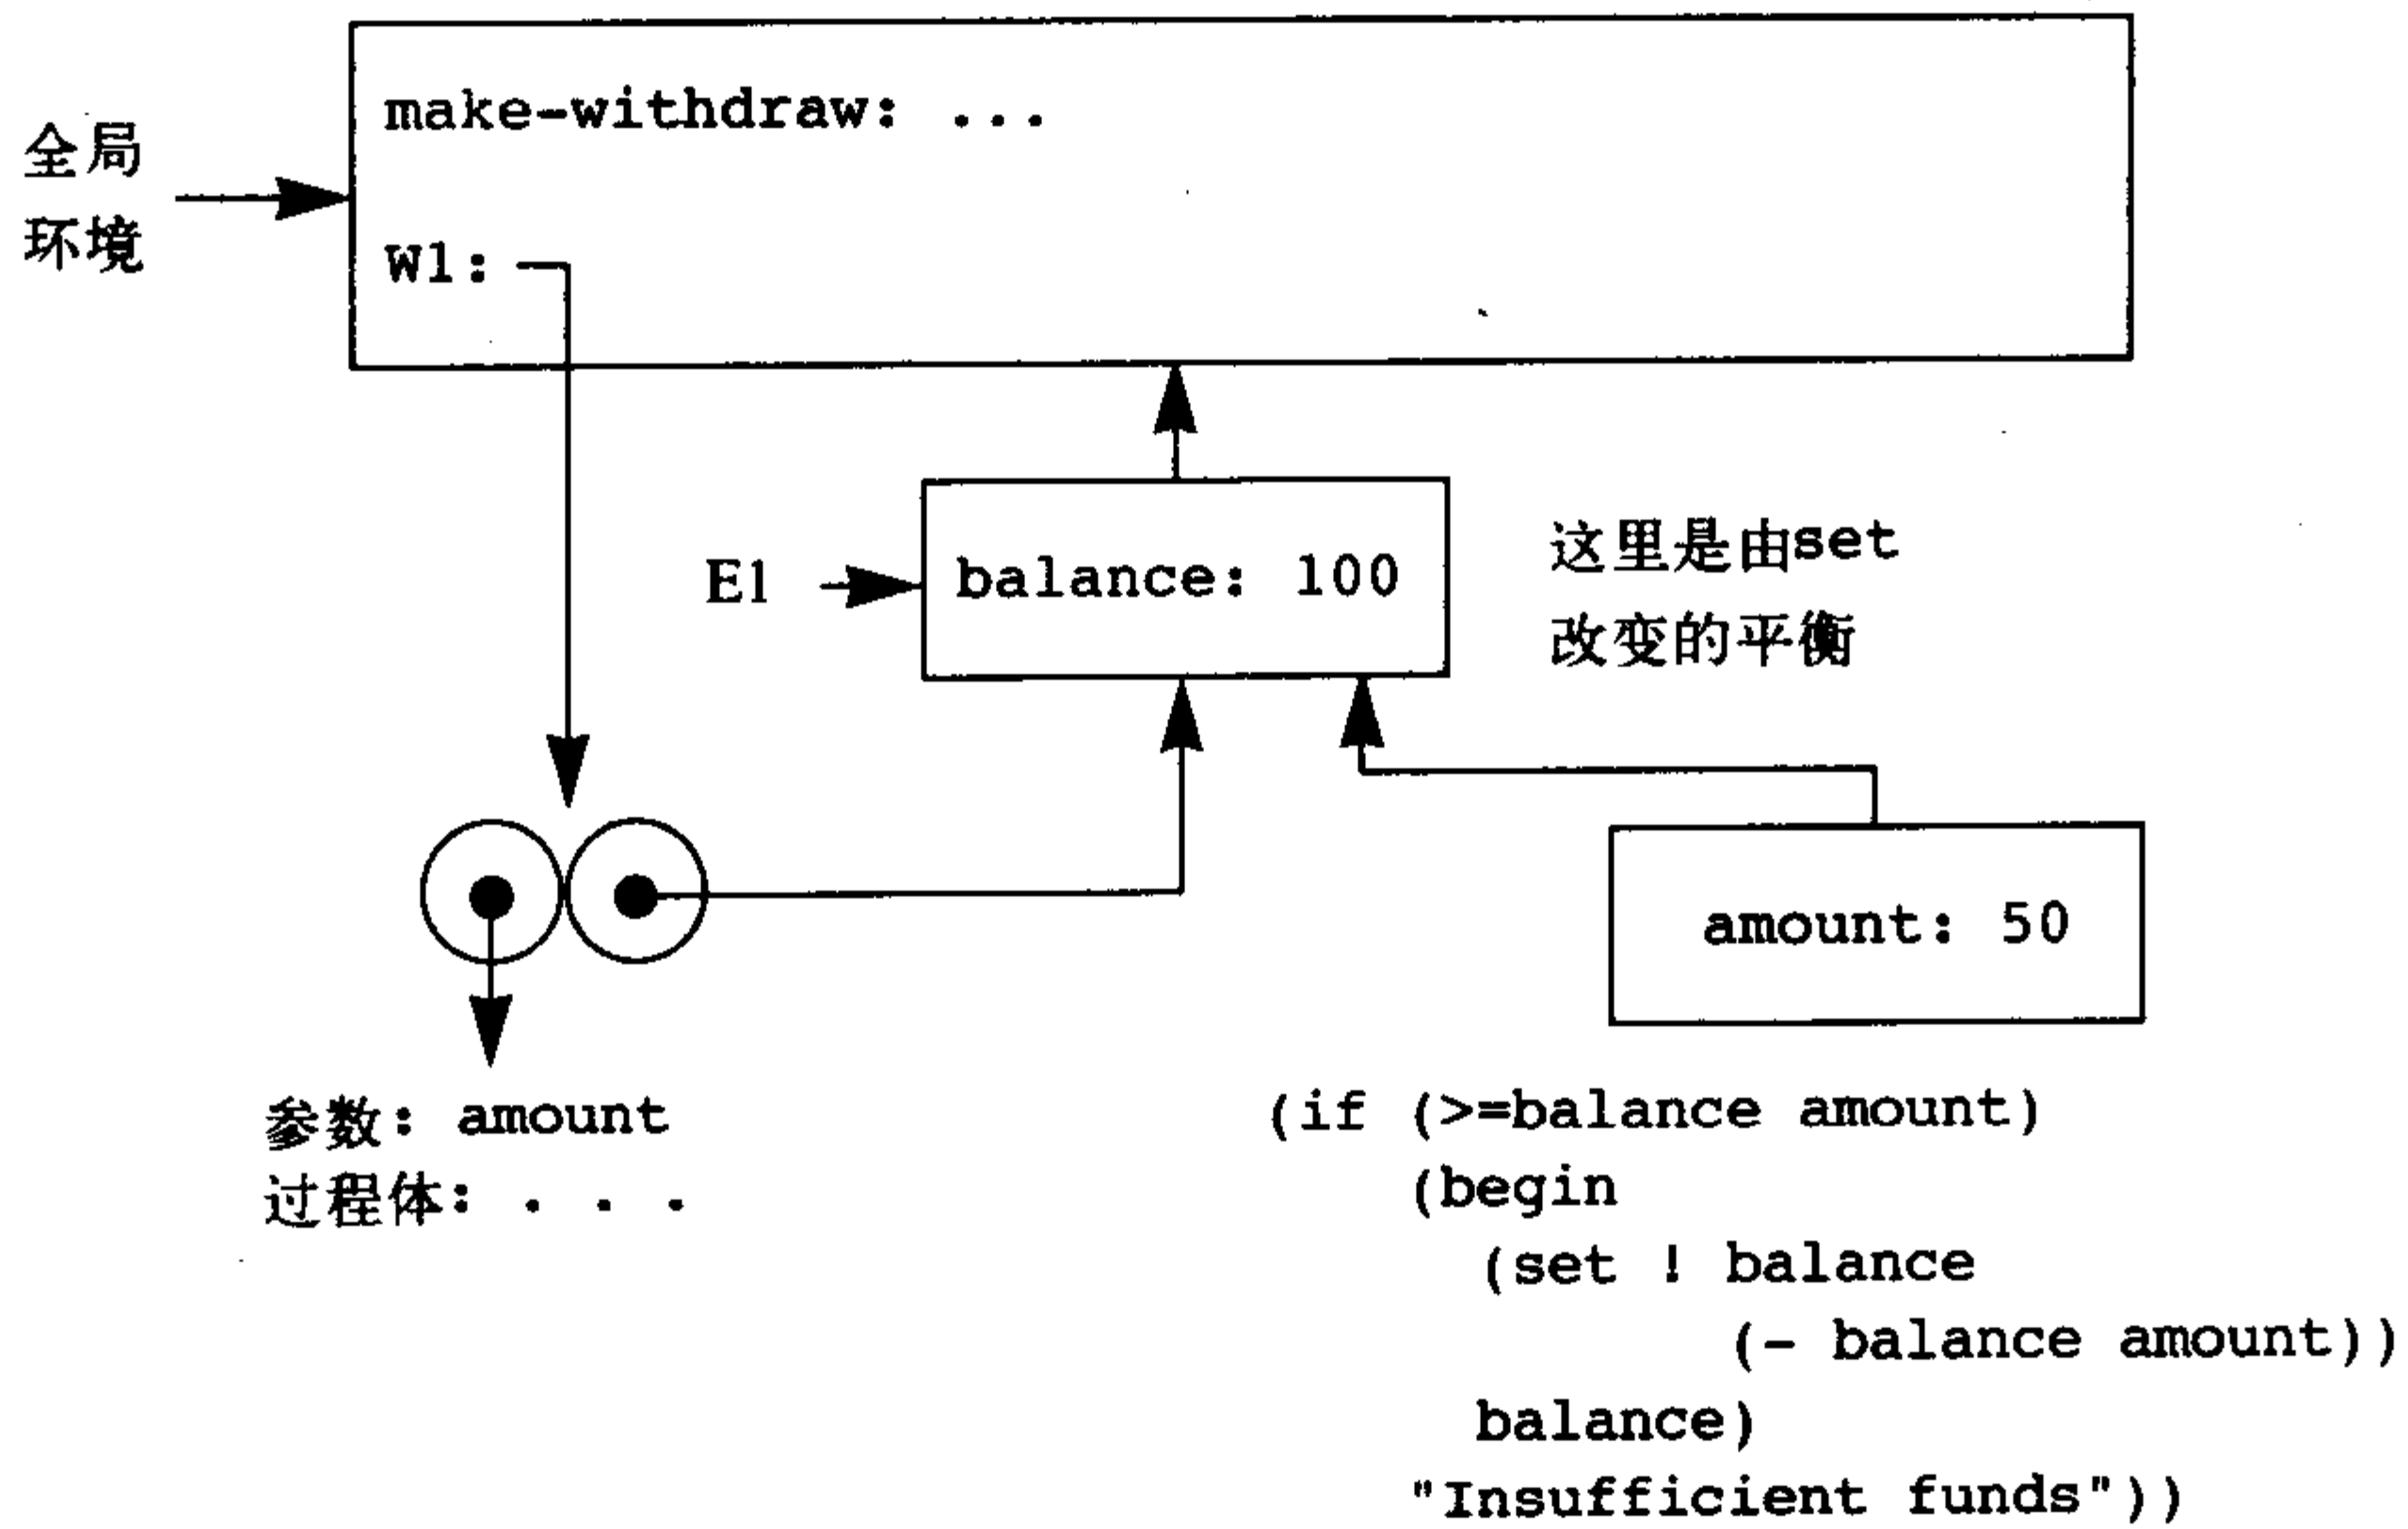 make-withdraw: ...
全局
环境
W1:
E1
balance: 100
这里是由set
改变的平衡
amount: 50
参数: amount
过程体: . . .
(if (>=balance amount)
(begin
(set ! balance
(- balance amount))
balance)
"Insufficient funds"))